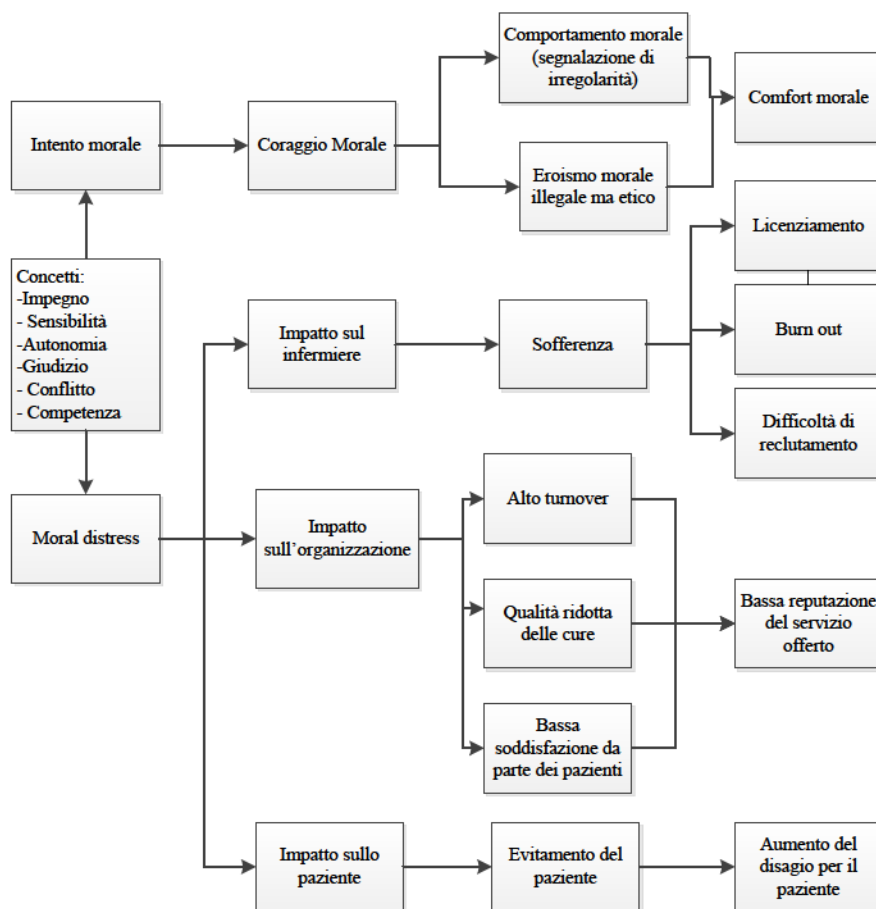 Comportamento morale
(segnalazione di
irregolarità)
Comfort morale
Intento morale
Coraggio Morale
Eroismo morale
illegale ma etico
Licenziamento
Concetti:
-Impegno
- Sensibilità
-Autonomia
-Giudizio
- Conflitto
- Competenza
Impatto sul
infermiere
Sofferenza
Burn out
Difficoltà di
reclutamento
Moral distress
Impatto
sull’organizzazione
Alto turnover
Qualità ridotta
delle cure
Bassa reputazione
del servizio
offerto
Bassa
soddisfazione da
parte dei pazienti
Impatto sullo
paziente
Evitamento del
paziente
Aumento del
disagio per il
paziente